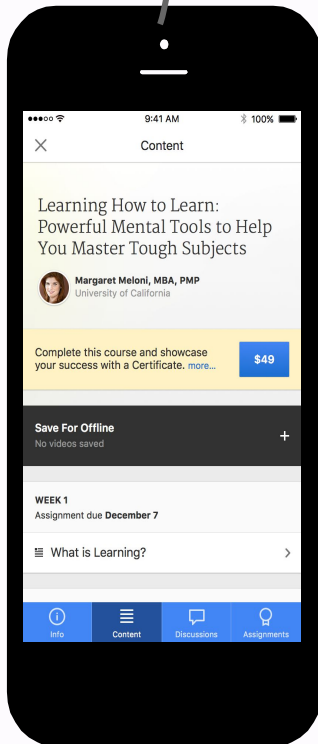 9:41 AM 100%
Content
Learning How to Learn:
Powerful Mental Tools to Help
You Master Tough Subjects
Margaret Meloni, MBA, PMP
University of California
Complete this course and showcase
your success with a Certificate. more...
$49
Save For Offline
No videos saved
WEEK 1
Assignment due December 7
What is Learning?
Info Content Discussions Assignments